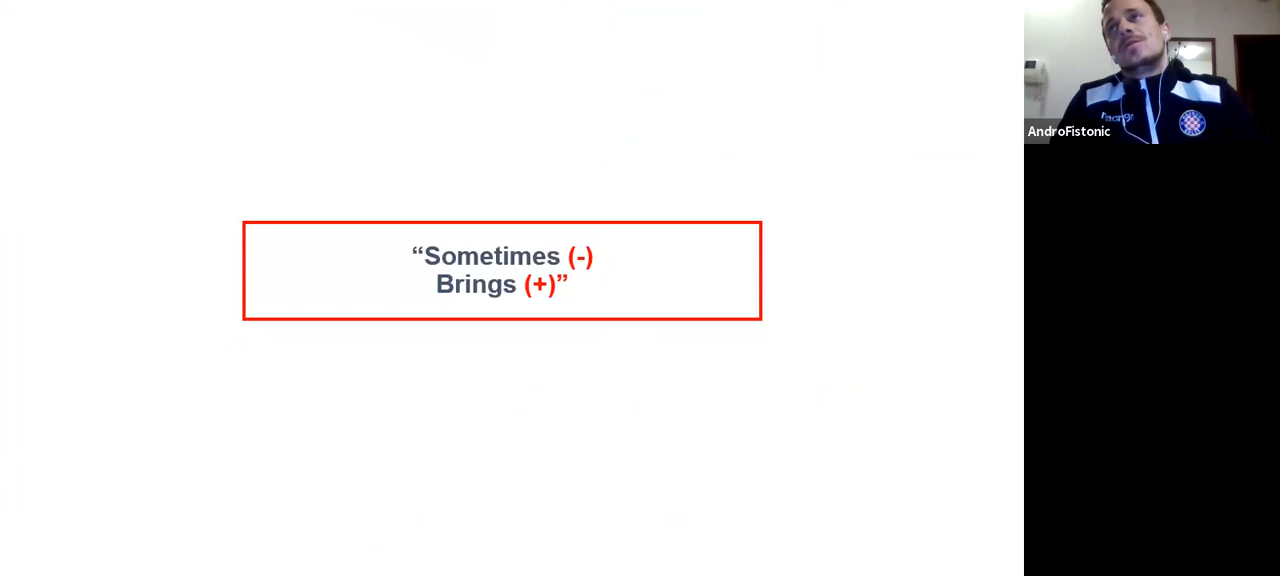 “Sometimes (-)
Brings (+)”
AndroFistonic